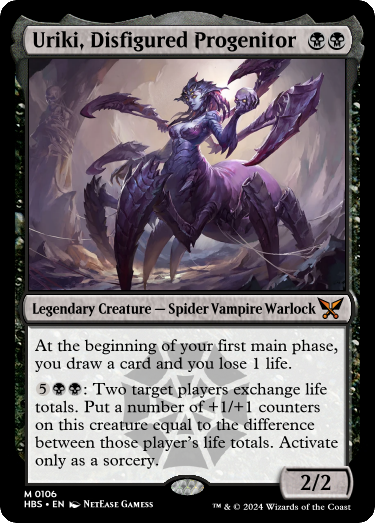 Uriki, Disfigured Progenitor
Legendary Creature — Spider Vampire Warlock
At the beginning of your first main phase,
you draw a card and you lose 1 life.
5: Two target players exchange life
totals. Put a number of +1/+1 counters
on this creature equal to the difference
between those player's life totals. Activate
only as a sorcery.
2/2
M 0106
HBS • EN NetEase Gamess
™ & © 2024 Wizards of the Coast